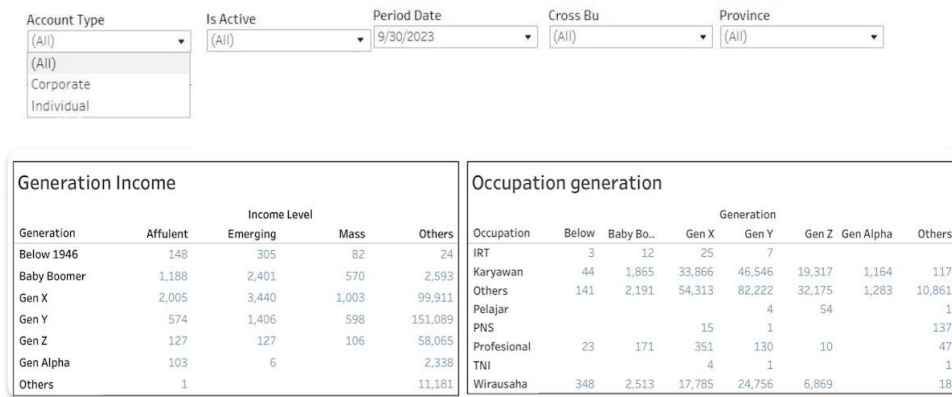 Account Type Is Active Period Date Cross Bu Province
(All) (All) 9/30/2023 (All) (All)
(All)
Corporate
Individual
Generation Income
Income Level
Generation Affulent Emerging Mass Others
Below 1946 148 305 82 24
Baby Boomer 1,188 2,401 570 2,593
Gen X 2,005 3,440 1,003 99,911
Gen Y 574 1,406 598 151,089
Gen Z 127 127 106 58,065
Gen Alpha 103 6 2,338
Others 1 11,181
Occupation generation
Generation
Occupation Below Baby Bo.. Gen X Gen Y Gen Z Gen Alpha Others
IRT 3 12 25 7
Karyawan 44 1,865 33,866 46,546 19,317 1,164 117
Others 141 2,191 54,313 82,222 32,175 1,283 10,861
Pelajar 4 54 1
PNS 15 1 137
Profesional 23 171 351 130 10 47
TNI 4 1 1
Wirausaha 348 2,513 17,785 24,756 6,869 18